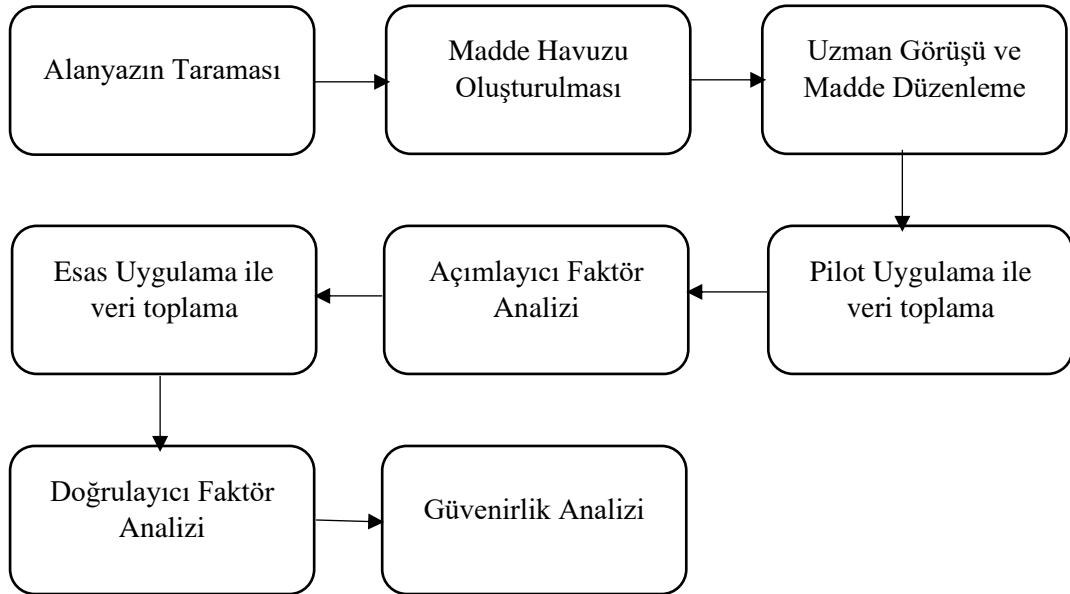 Alanyazın Taraması
Madde Havuzu
Oluşturulması
Uzman Görüşü ve
Madde Düzenleme
Pilot Uygulama ile
veri toplama
Açımlayıcı Faktör
Analizi
Esas Uygulama ile
veri toplama
Doğrulayıcı Faktör
Analizi
Güvenirlik Analizi